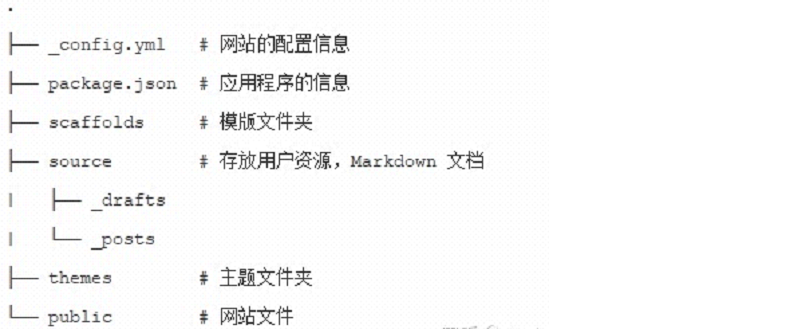 .
├── _config.yml # 网站的配置信息
├── package.json # 应用程序的信息
├── scaffolds # 模版文件夹
├── source # 存放用户资源，Markdown 文档
| ├── _drafts
| └── _posts
├── themes # 主题文件夹
└── public # 网站文件